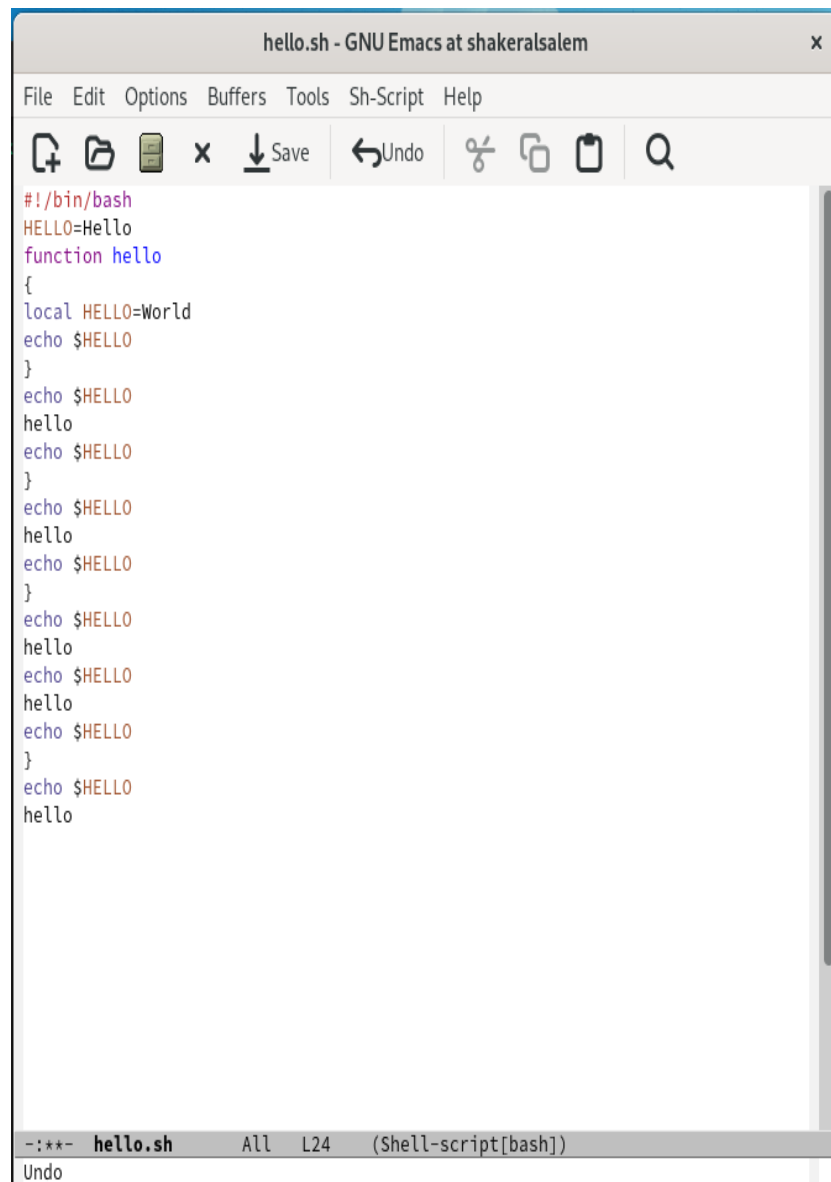 hello.sh - GNU Emacs at shakeralsalem ×
File Edit Options Buffers Tools Sh-Script Help
Save Undo
#!/bin/bash
HELLO=Hello
function hello
{
local HELLO=World
echo $HELLO
}
echo $HELLO
hello
echo $HELLO
}
echo $HELLO
hello
echo $HELLO
}
echo $HELLO
hello
echo $HELLO
hello
echo $HELLO
}
echo $HELLO
hello
-:**- hello.sh All L24 (Shell-script[bash])
Undo